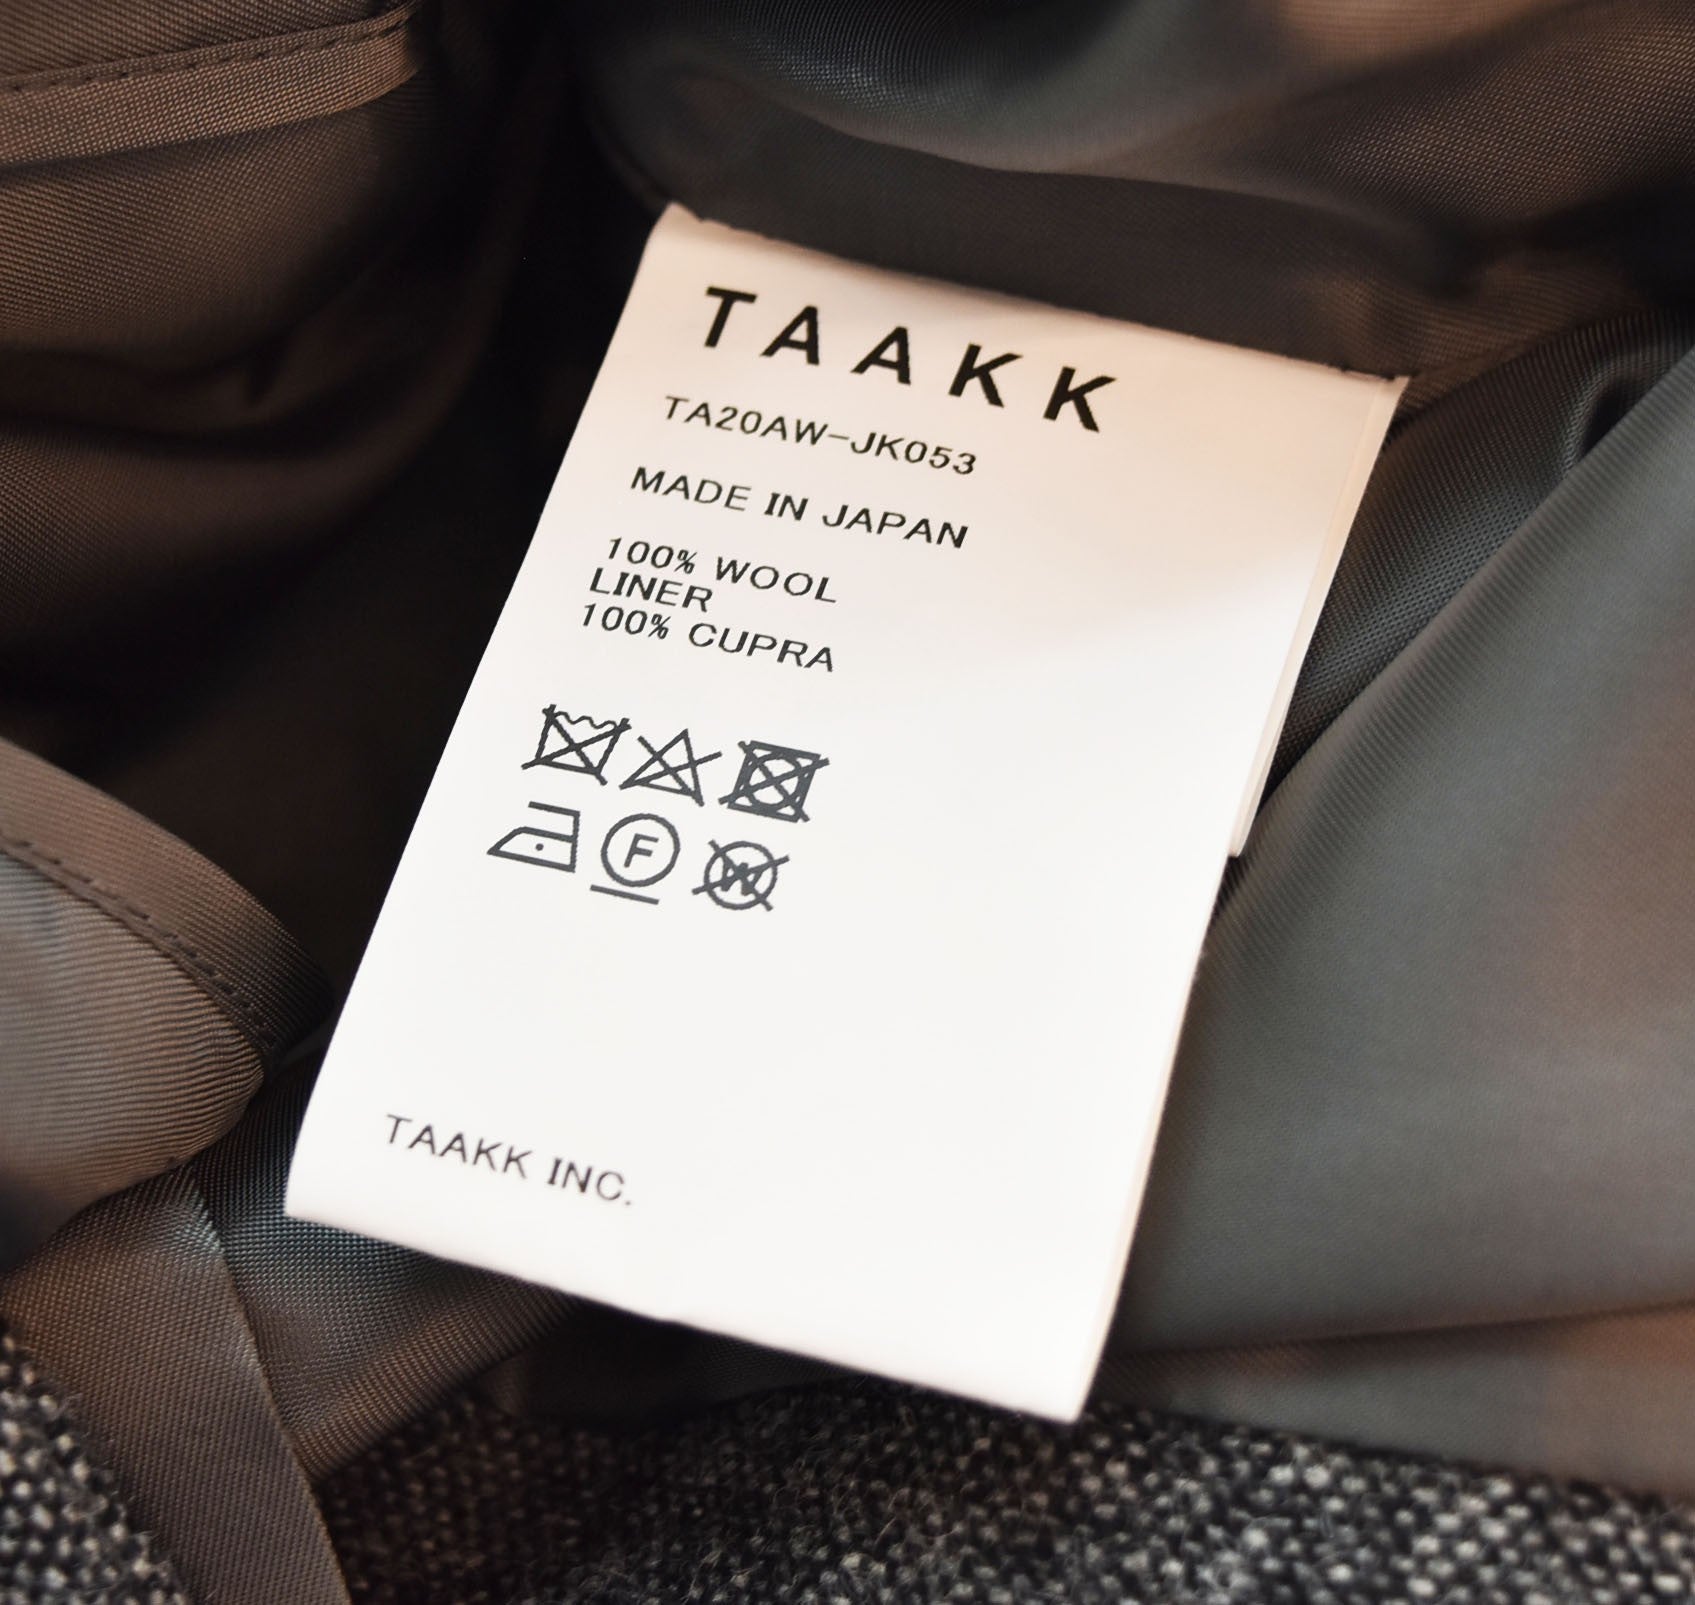 TAAKK
TA20AW-JK053
MADE IN JAPAN
100% WOOL
LINER
100% CUPRA
F
W
TAAKK INC.